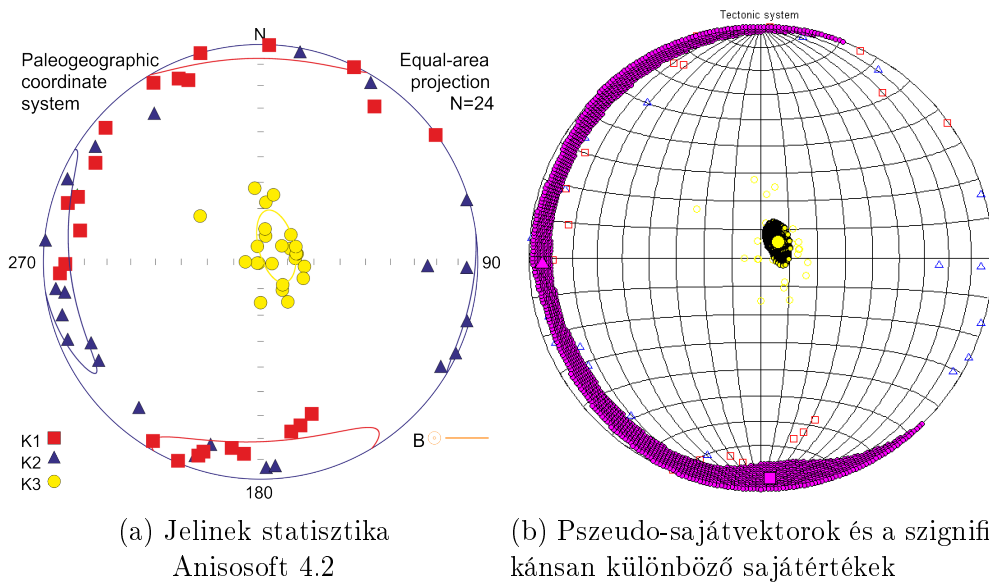 Paleogeographic
coordinate
system
N
Equal-area
projection
N=24
270
90
180
K1
K2
K3
B
Tectonic system
(a) Jelinek statisztika
Anisosoft 4.2
(b) Pszeudo-sajátvektorok és a szignifi
kánsan különböző sajátértékek